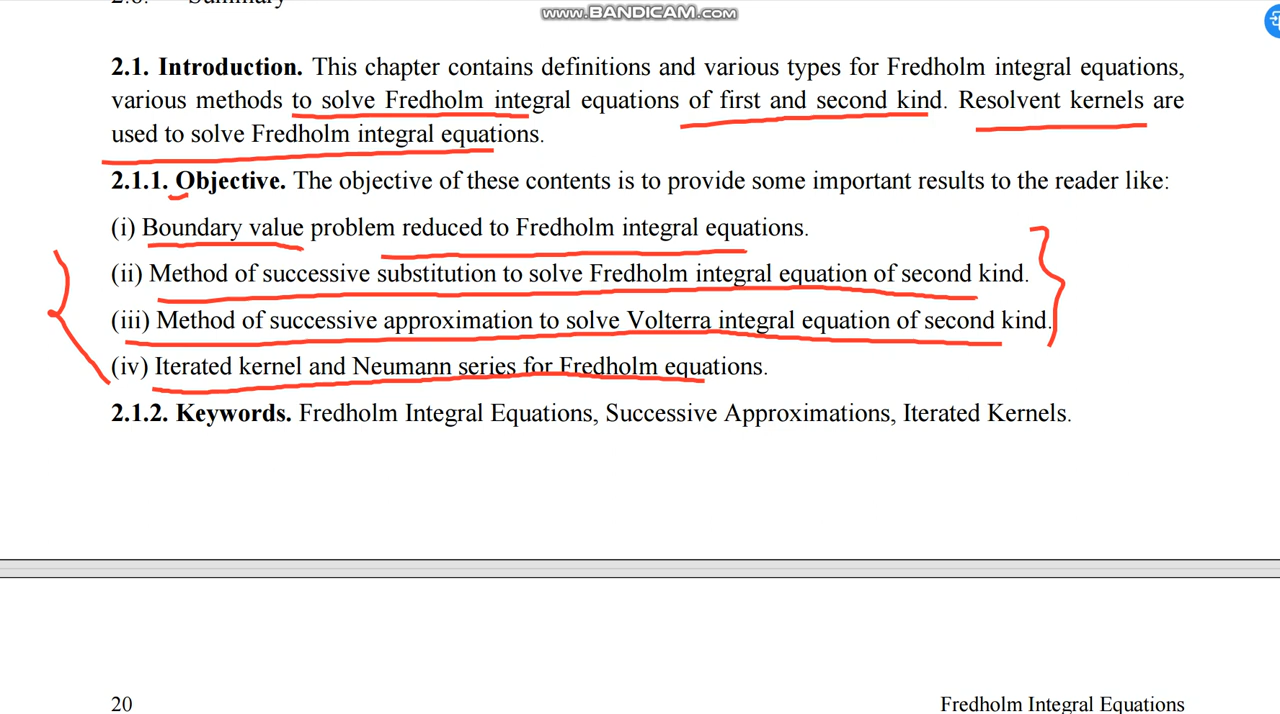 Summary
www.BANDICAM.com
2.1. Introduction. This chapter contains definitions and various types for Fredholm integral equations,
various methods to solve Fredholm integral equations of first and second kind. Resolvent kernels are
used to solve Fredholm integral equations.
2.1.1. Objective. The objective of these contents is to provide some important results to the reader like:
(i) Boundary value problem reduced to Fredholm integral equations.
(ii) Method of successive substitution to solve Fredholm integral equation of second kind.
(iii) Method of successive approximation to solve Volterra integral equation of second kind.
(iv) Iterated kernel and Neumann series for Fredholm equations.
2.1.2. Keywords. Fredholm Integral Equations, Successive Approximations, Iterated Kernels.
20 Fredholm Integral Equations